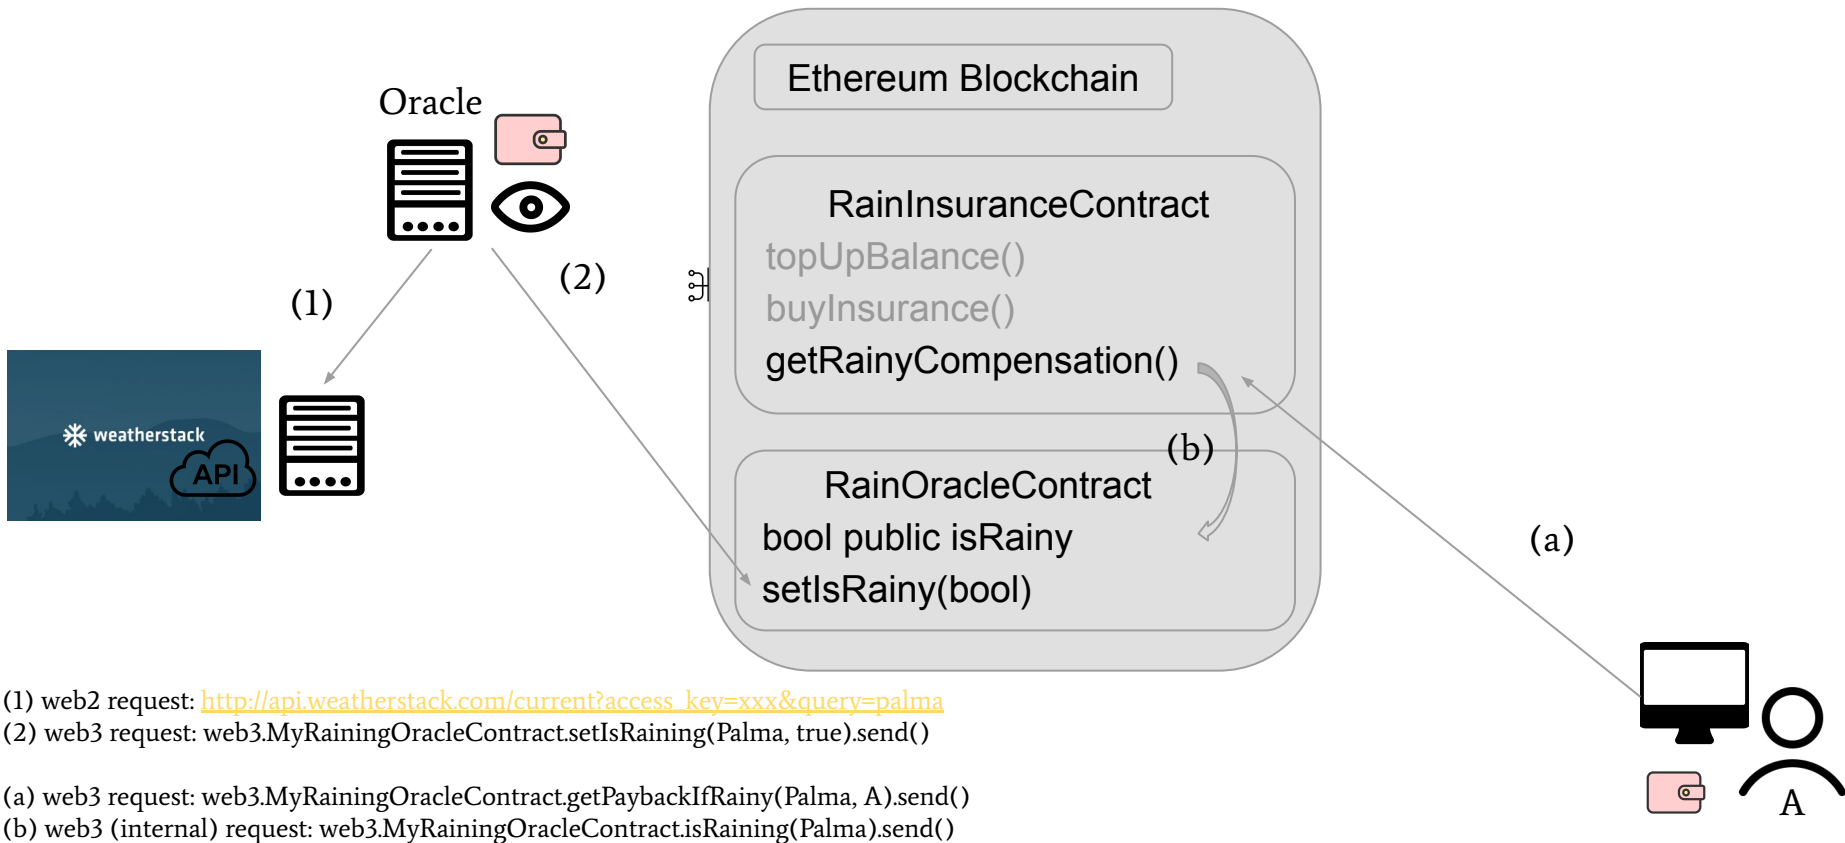 Ethereum Blockchain
Oracle
RainInsuranceContract
topUpBalance()
buyInsurance()
getRainyCompensation()
(1)
(2)
weatherstack
API
(b)
RainOracleContract
bool public isRainy
setIsRainy(bool)
(a)
A
(1) web2 request: http://api.weatherstack.com/current?access_key=xxx&query=palma
(2) web3 request: web3.MyRainingOracleContract.setIsRaining(Palma, true).send()
(a) web3 request: web3.MyRainingOracleContract.getPaybackIfRainy(Palma, A).send()
(b) web3 (internal) request: web3.MyRainingOracleContract.isRaining(Palma).send()